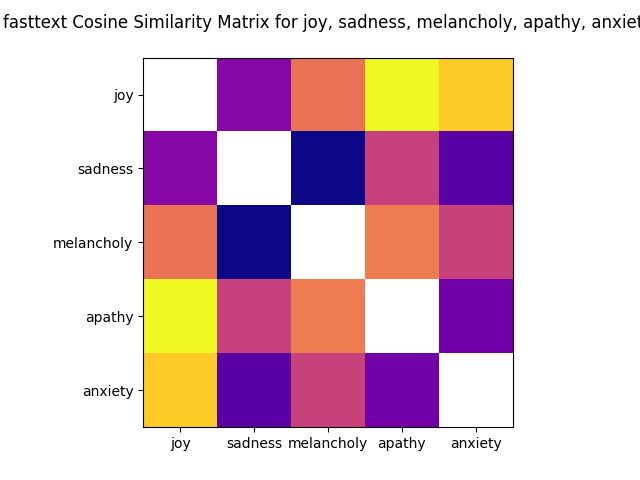 fasttext Cosine Similarity Matrix for joy, sadness, melancholy, apathy, anxiet
joy
sadness
melancholy
apathy
anxiety
joy sadness melancholy apathy anxiety